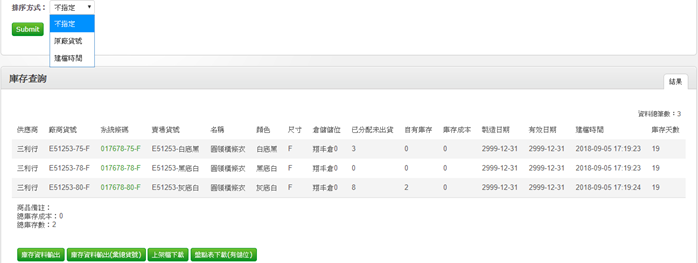 排序方式： 不指定
Submit
不指定
原廠貨號
建檔時間
庫存查詢
結果
資料總筆數：3
供應商 廠商貨號 系統條碼 賣場貨號 名稱 顏色 尺寸 倉儲儲位 已分配未出貨 自有庫存 庫存成本 製造日期 有效日期 建檔時間 庫存天數
三利行 E51253-75-F 017678-75-F E51253-白底黑 圓領橫條衣 白底黑 F 翔丰倉0 3 0 0 2999-12-31 2999-12-31 2018-09-05 17:19:23 19
三利行 E51253-78-F 017678-78-F E51253-黑底白 圓領橫條衣 黑底白 F 翔丰倉0 0 0 2999-12-31 2999-12-31 2018-09-05 17:19:23 19
三利行 E51253-80-F 017678-80-F E51253-灰底白 圓領橫條衣 灰底白 F 翔丰倉0 8 2 0 2999-12-31 2999-12-31 2018-09-05 17:19:24 19
商品備註：
總庫存成本：0
總庫存數：2
庫存資料輸出 庫存資料輸出(業績貨號) 上架檔下載 盤點表下載(有儲位)